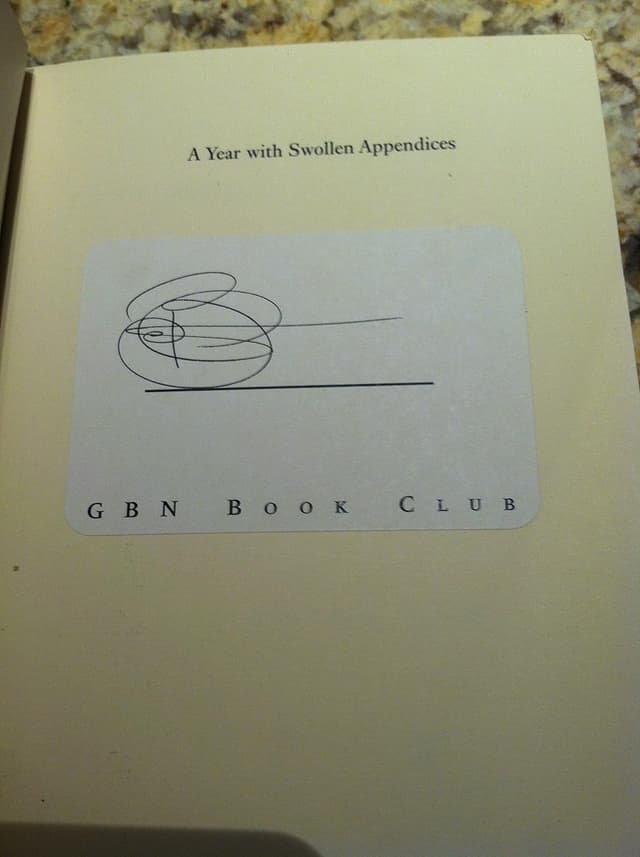 A Year with Swollen Appendices
GBN BOOK CLUB